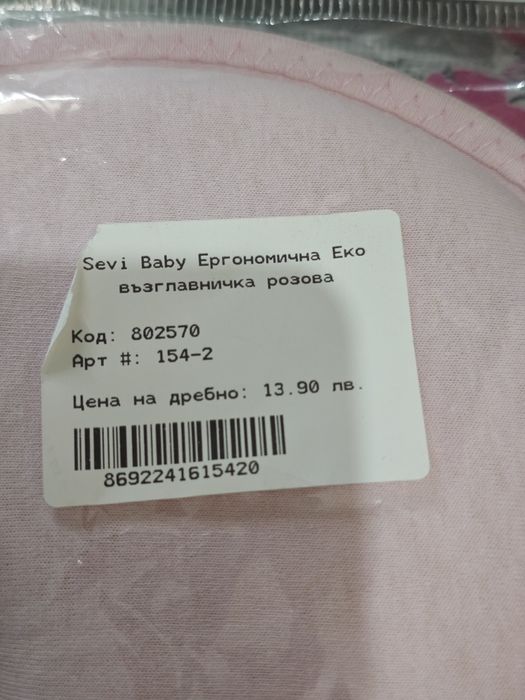 Sevi Baby Ергономична Еко
възглавничка розова
Код: 802570
Арт #: 154-2
Цена на дребно: 13.90 лв.
8692241615420